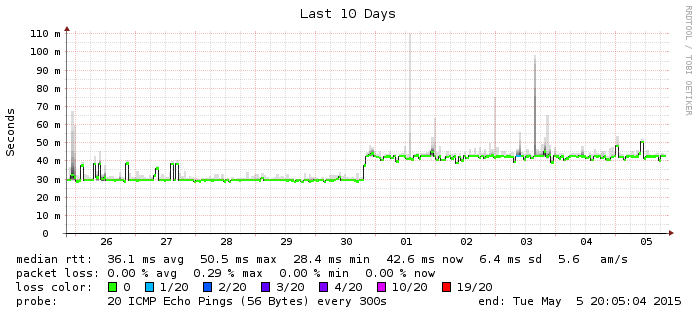 Last 10 Days
RRDTOOL / TOBI OETIKER
Seconds
110 m
100 m
90 m
80 m
70 m
60 m
50 m
40 m
30 m
20 m
10 m
0
26 27 28 29 30 01 02 03 04 05
median rtt: 36.1 ms avg 50.5 ms max 28.4 ms min 42.6 ms now 6.4 ms sd 5.6 am/s
packet loss: 0.00 % avg 0.29 % max 0.00 % min 0.00 % now
loss color: 0 1/20 2/20 3/20 4/20 10/20 19/20
probe: 20 ICMP Echo Pings (56 Bytes) every 300s end: Tue May 5 20:05:04 2015